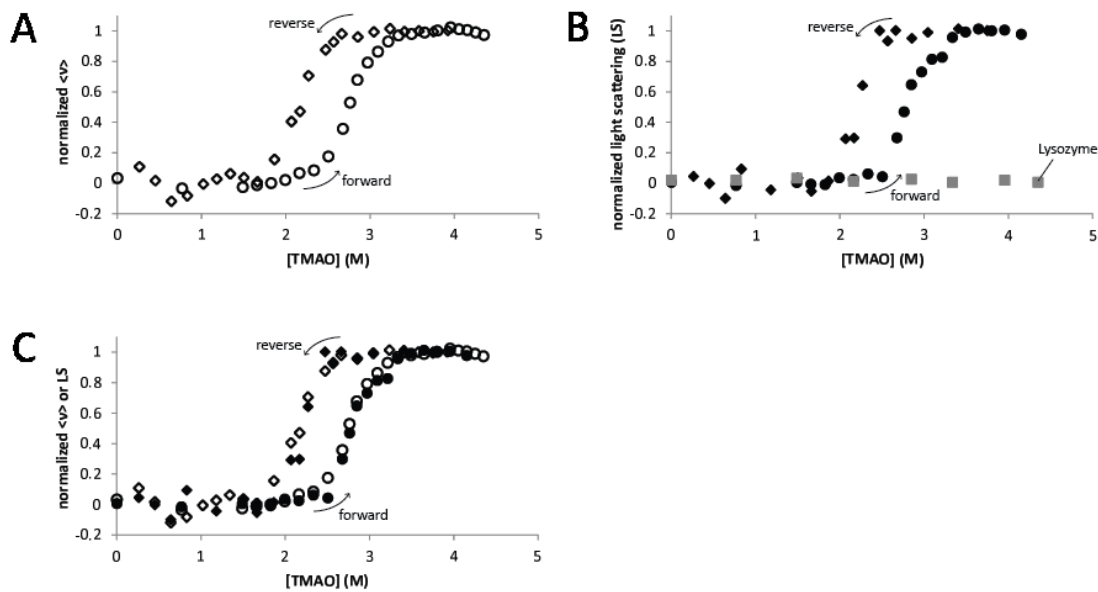 A
normalized <v>
1
0.8
0.6
0.4
0.2
0
-0.2
reverse
forward
0 1 2 3 4 5
[TMAO] (M)
B
normalized light scattering (LS)
1
0.8
0.6
0.4
0.2
0
-0.2
reverse
Lysozyme
forward
0 1 2 3 4 5
[TMAO] (M)
C
normalized <v> or LS
1
0.8
0.6
0.4
0.2
0
-0.2
reverse
forward
0 1 2 3 4 5
[TMAO] (M)